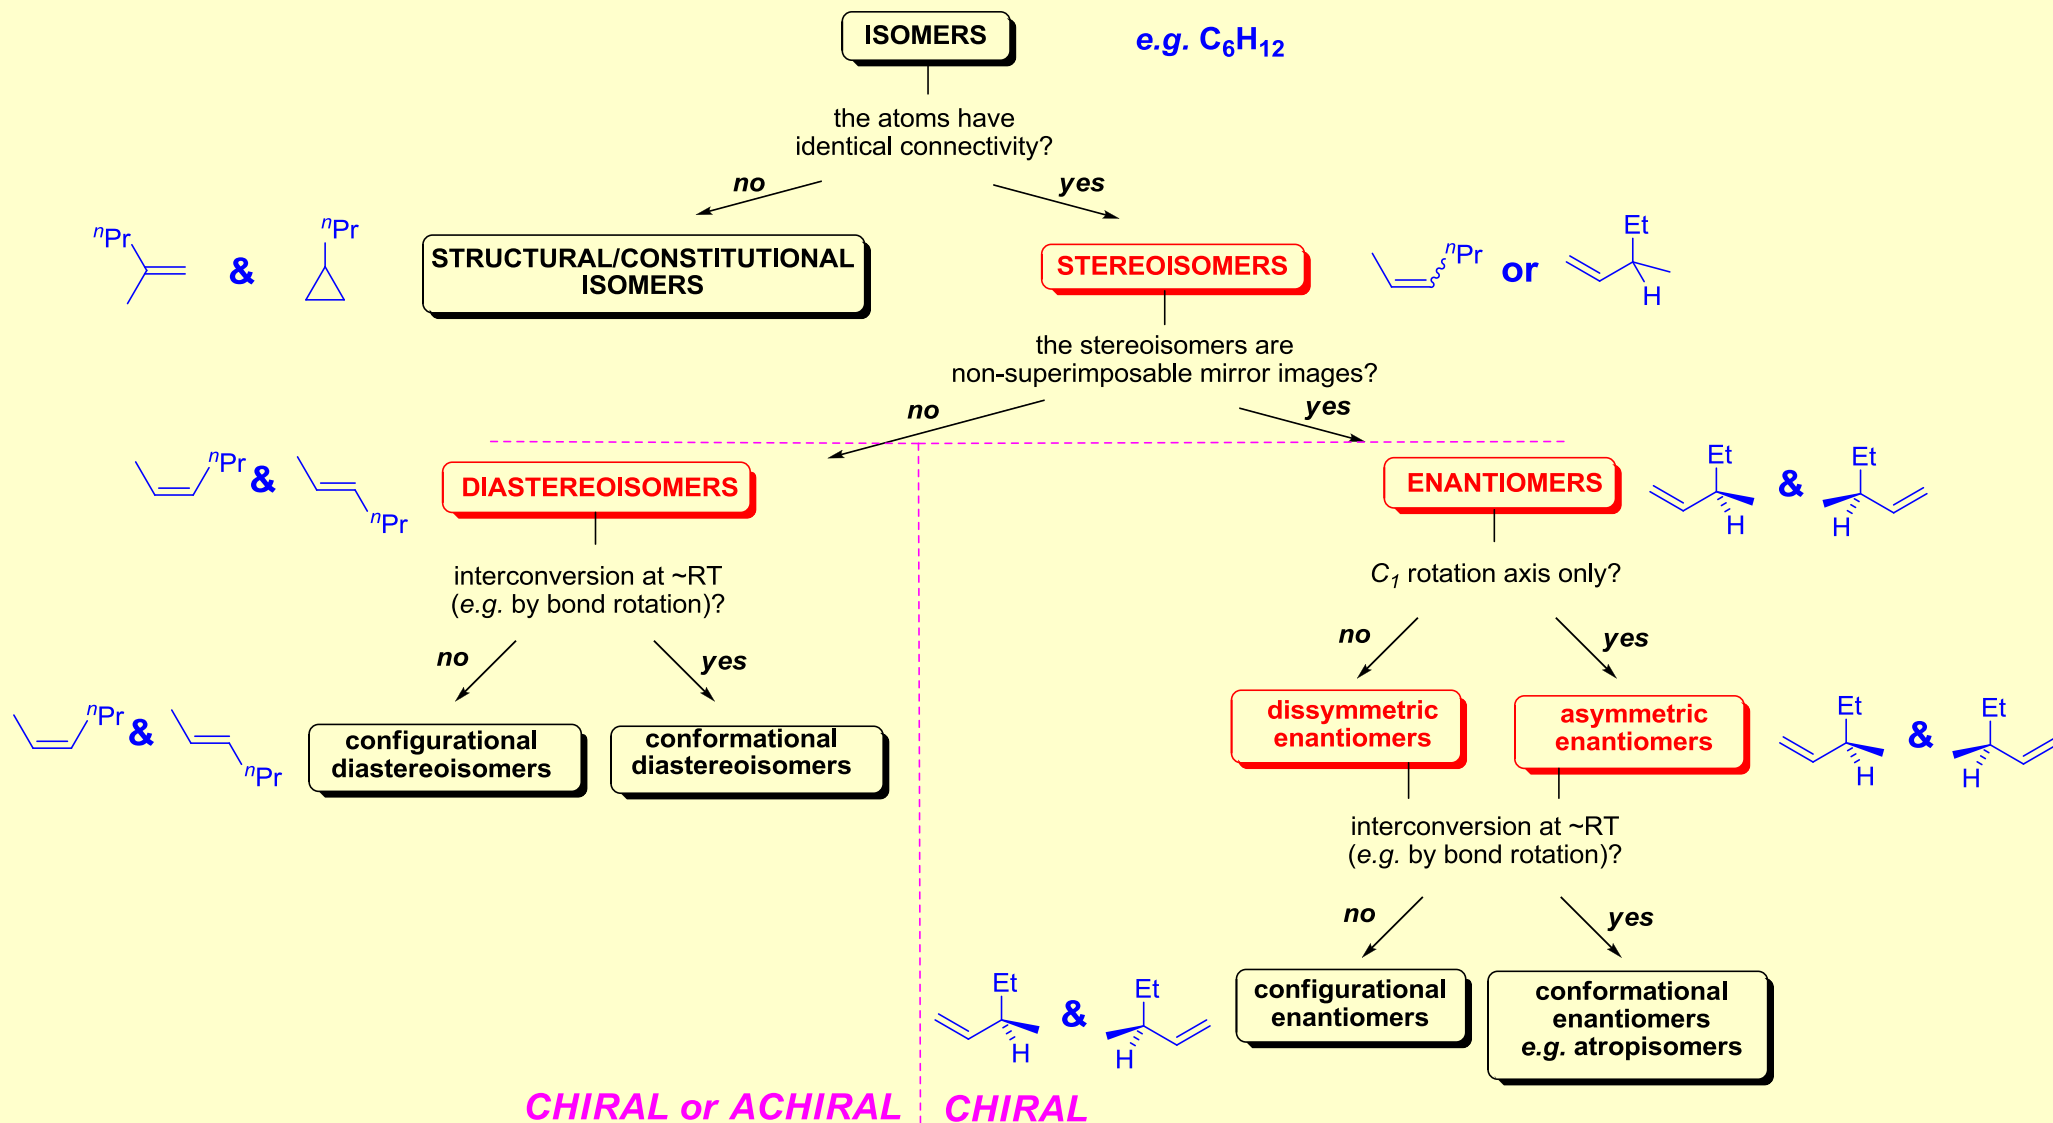 ISOMERS
e.g. C6H12
the atoms have
identical connectivity?
no
yes
nPr
&
nPr
STRUCTURAL/CONSTITUTIONAL
ISOMERS
STEREOISOMERS
nPr
or
Et
H
the stereoisomers are
non-superimposable mirror images?
no
yes
nPr
&
nPr
DIASTEREOISOMERS
ENANTIOMERS
Et
H
&
Et
H
interconversion at ~RT
(e.g. by bond rotation)?
C1 rotation axis only?
no
yes
no
yes
nPr
&
nPr
configurational
diastereoisomers
conformational
diastereoisomers
dissymmetric
enantiomers
asymmetric
enantiomers
Et
H
&
Et
H
interconversion at ~RT
(e.g. by bond rotation)?
no
yes
Et
H
&
Et
H
configurational
enantiomers
conformational
enantiomers
e.g. atropisomers
CHIRAL or ACHIRAL
CHIRAL